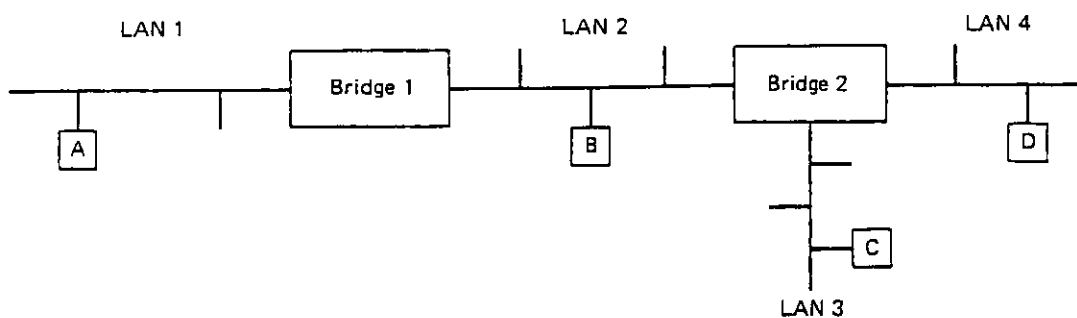 LAN 1
LAN 2
LAN 4
Bridge 1
Bridge 2
A
B
D
C
LAN 3